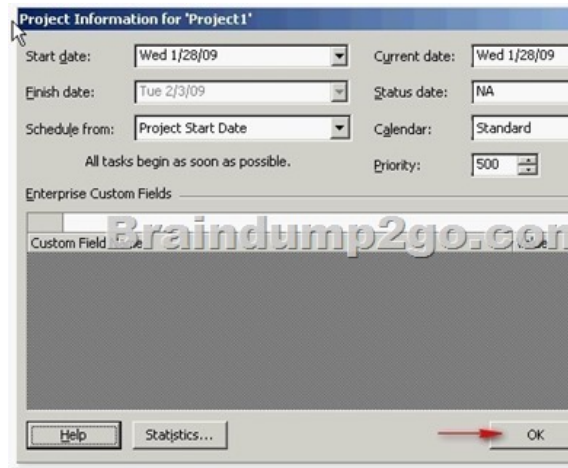 Project Information for 'Project1'
Start date: Wed 1/28/09 Current date: Wed 1/28/09
Finish date: Tue 2/3/09 Status date: NA
Schedule from: Project Start Date Calendar: Standard
All tasks begin as soon as possible. Priority: 500
Enterprise Custom Fields
Braindump2go.com
Custom Field
Help Statistics... OK